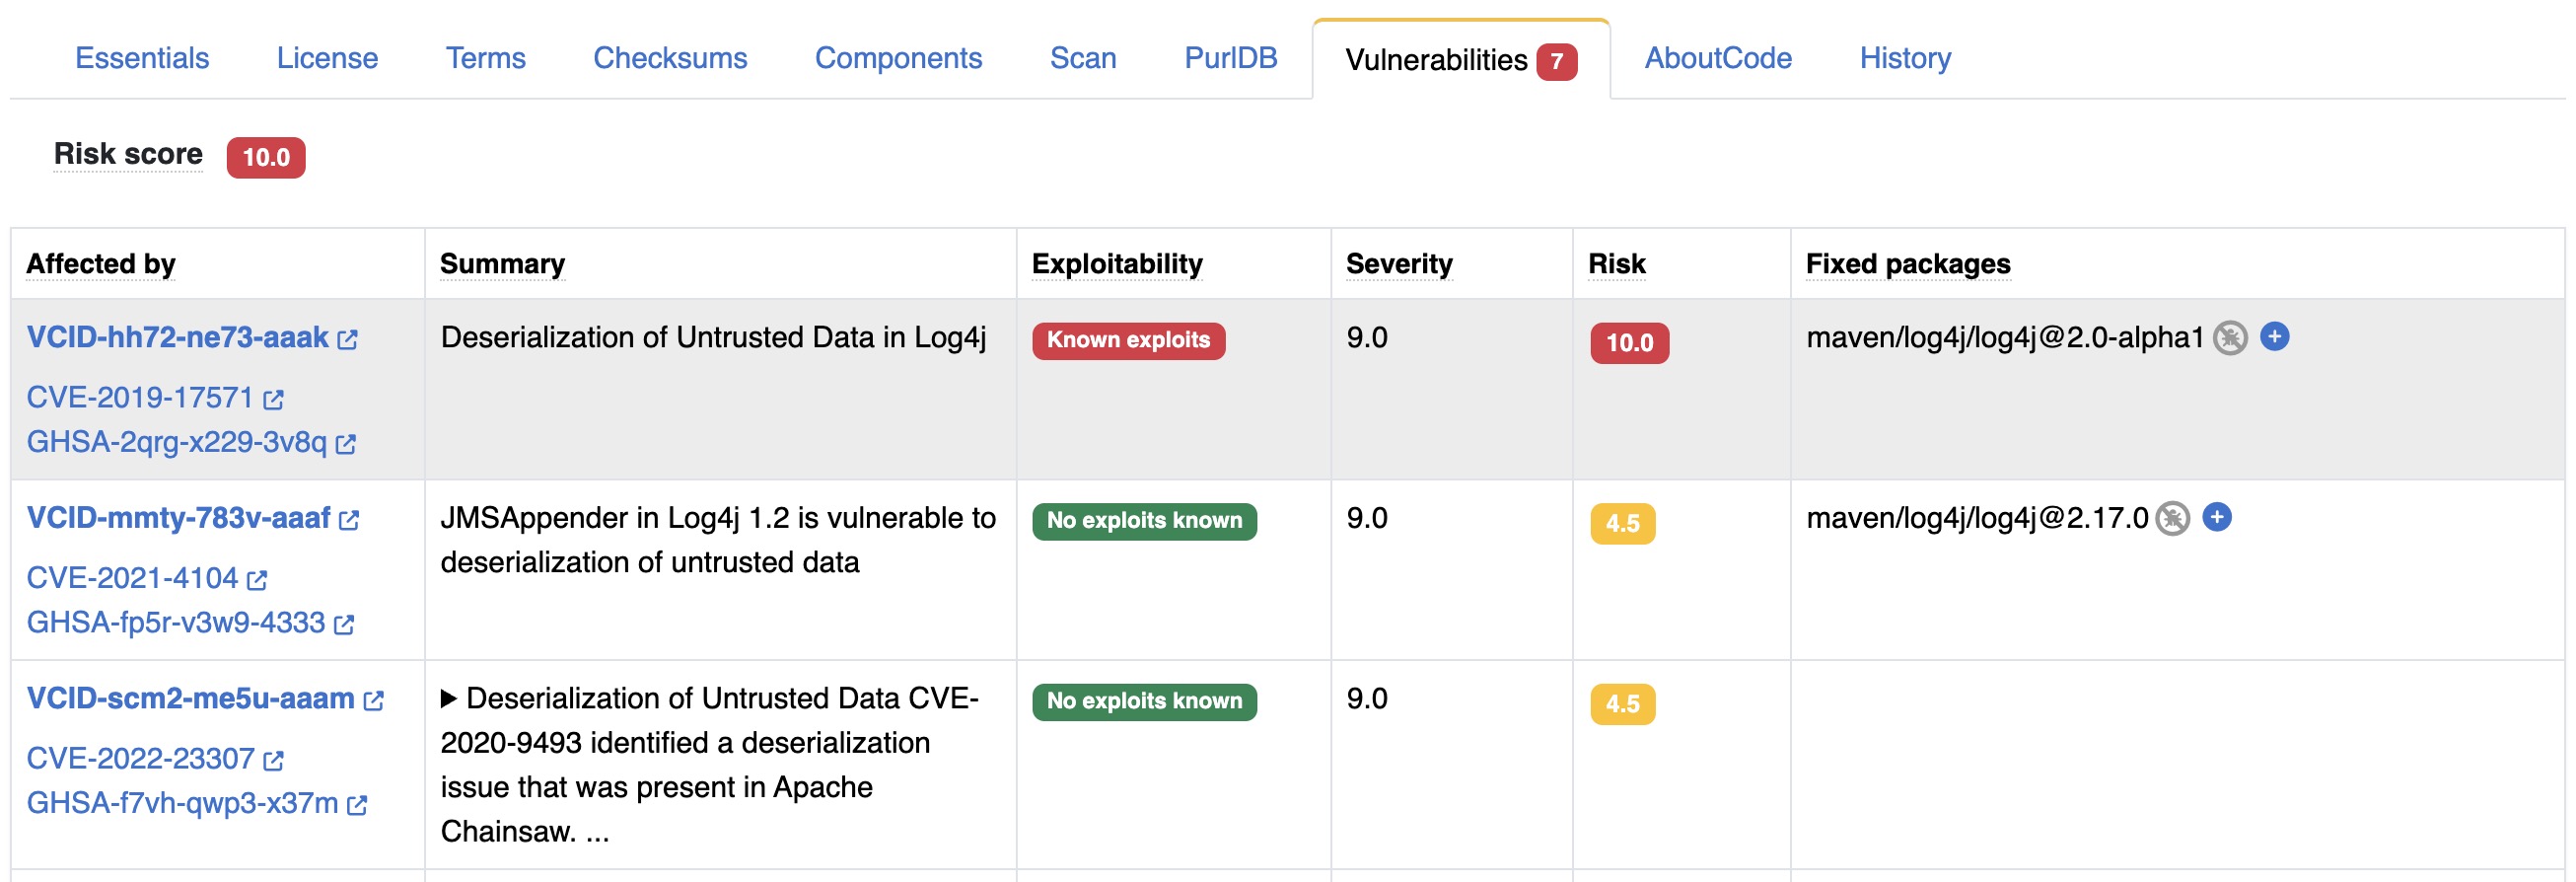 Essentials License Terms Checksums Components Scan PurlDB Vulnerabilities 7 AboutCode History
Risk score 10.0
Affected by Summary Exploitability Severity Risk Fixed packages
VCID-hh72-ne73-aaak Deserialization of Untrusted Data in Log4j Known exploits 9.0 10.0 maven/log4j/log4j@2.0-alpha1
CVE-2019-17571
GHSA-2qrg-x229-3v8q
VCID-mmty-783v-aaaf JMSAppender in Log4j 1.2 is vulnerable to No exploits known 9.0 4.5 maven/log4j/log4j@2.17.0
deserialization of untrusted data
CVE-2021-4104
GHSA-fp5r-v3w9-4333
VCID-scm2-me5u-aaam Deserialization of Untrusted Data CVE- No exploits known 9.0 4.5
2020-9493 identified a deserialization
CVE-2022-23307
issue that was present in Apache
GHSA-f7vh-qwp3-x37m
Chainsaw. ...